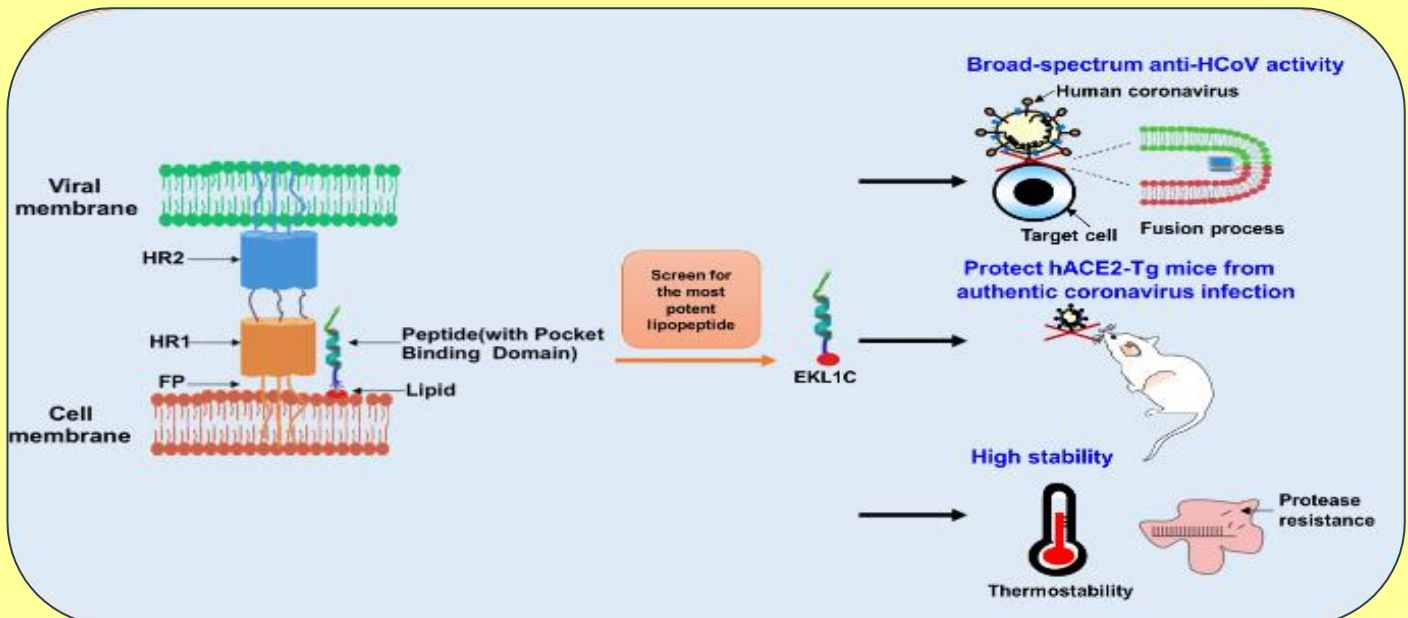 Viral
membrane
HR2
HR1
FP
Cell
membrane
Peptide(with Pocket
Binding Domain)
Lipid
Screen for
the most
potent
lipopeptide
EKL1C
Broad-spectrum anti-HCoV activity
Human coronavirus
Target cell
Fusion process
Protect hACE2-Tg mice from
authentic coronavirus infection
High stability
Protease
resistance
Thermostability